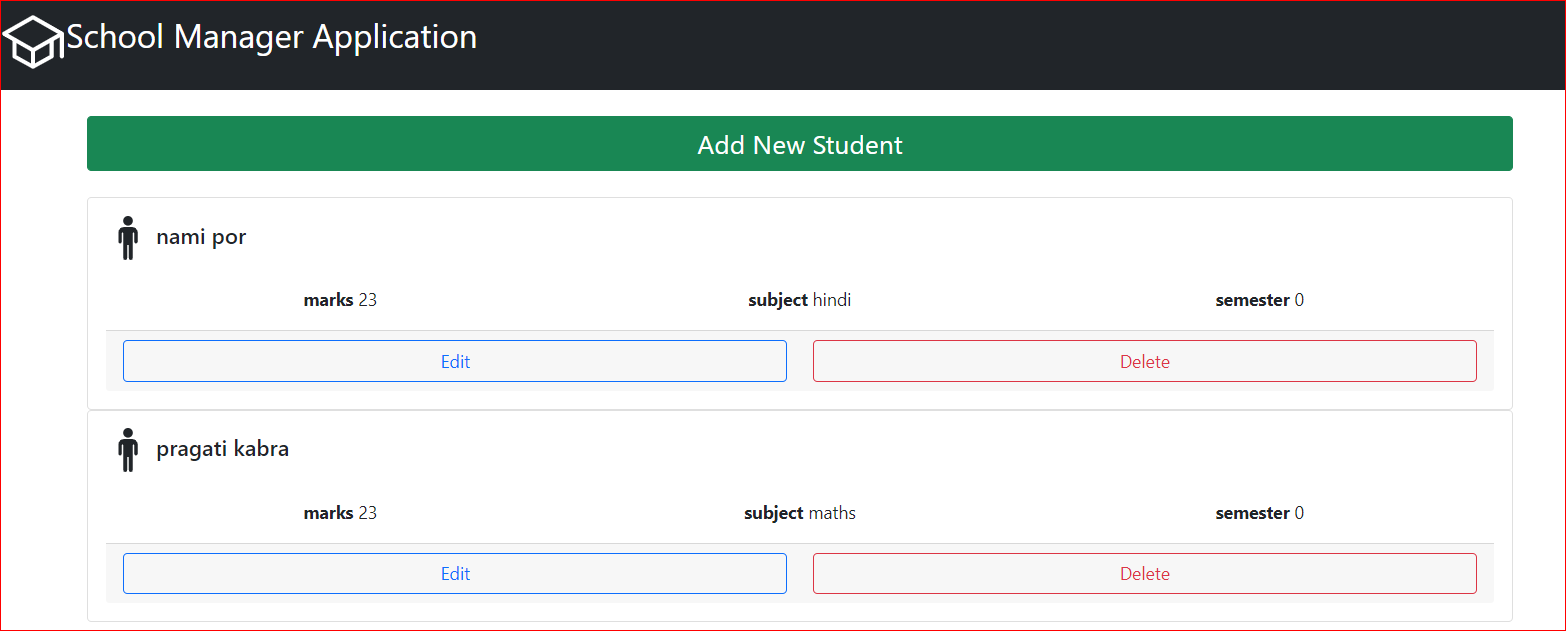 School Manager Application
Add New Student
nami por
marks 23 subject hindi semester 0
Edit Delete
pragati kabra
marks 23 subject maths semester 0
Edit Delete